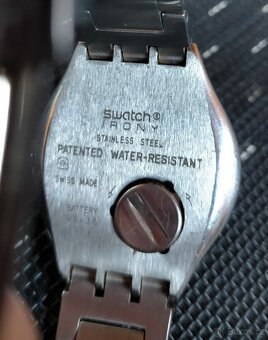 swatch®
IRONY
STAINLESS STEEL
PATENTED WATER-RESISTANT
SWISS MADE
BATTERY